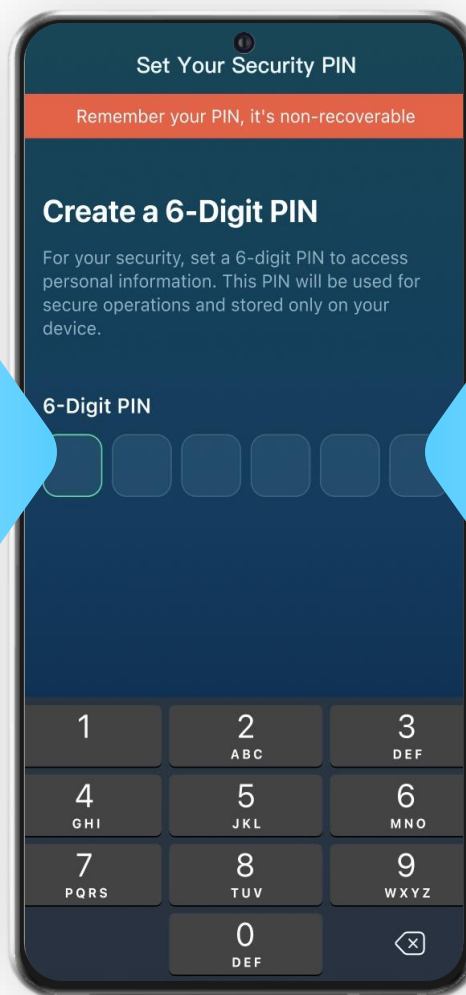 Set Your Security PIN
Remember your PIN, it's non-recoverable
Create a 6-Digit PIN
For your security, set a 6-digit PIN to access
personal information. This PIN will be used for
secure operations and stored only on your
device.
6-Digit PIN
1 2 3
ABC DEF
4 5 6
GHI JKL MNO
7 8 9
PQRS TUV WXYZ
0
DEF